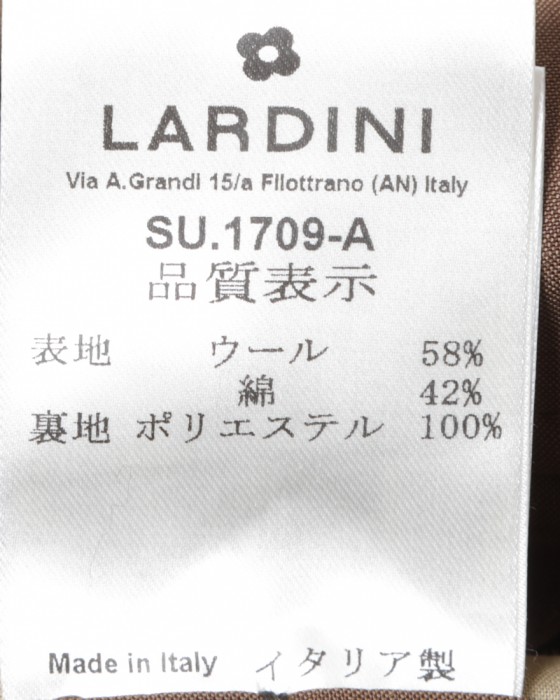 LARDINI
Via A.Grandi 15/a Filottrano (AN) Italy
SU.1709-A
品質表示
表地 ウール 58%
綿 42%
裏地 ポリエステル 100%
Made in Italy イタリア製